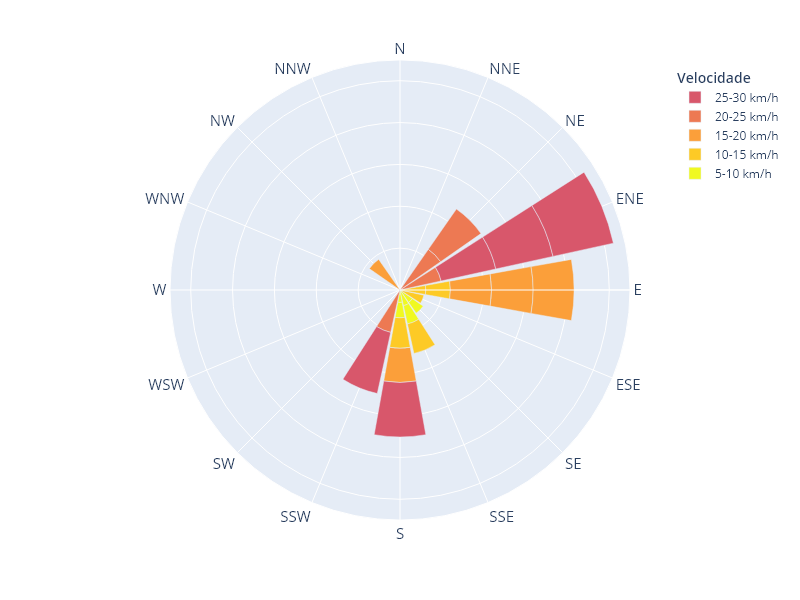 N
NNE
NE
ENE
E
ESE
SE
SSE
S
SSW
SW
WSW
W
WNW
NW
NNW
Velocidade
25-30 km/h
20-25 km/h
15-20 km/h
10-15 km/h
5-10 km/h